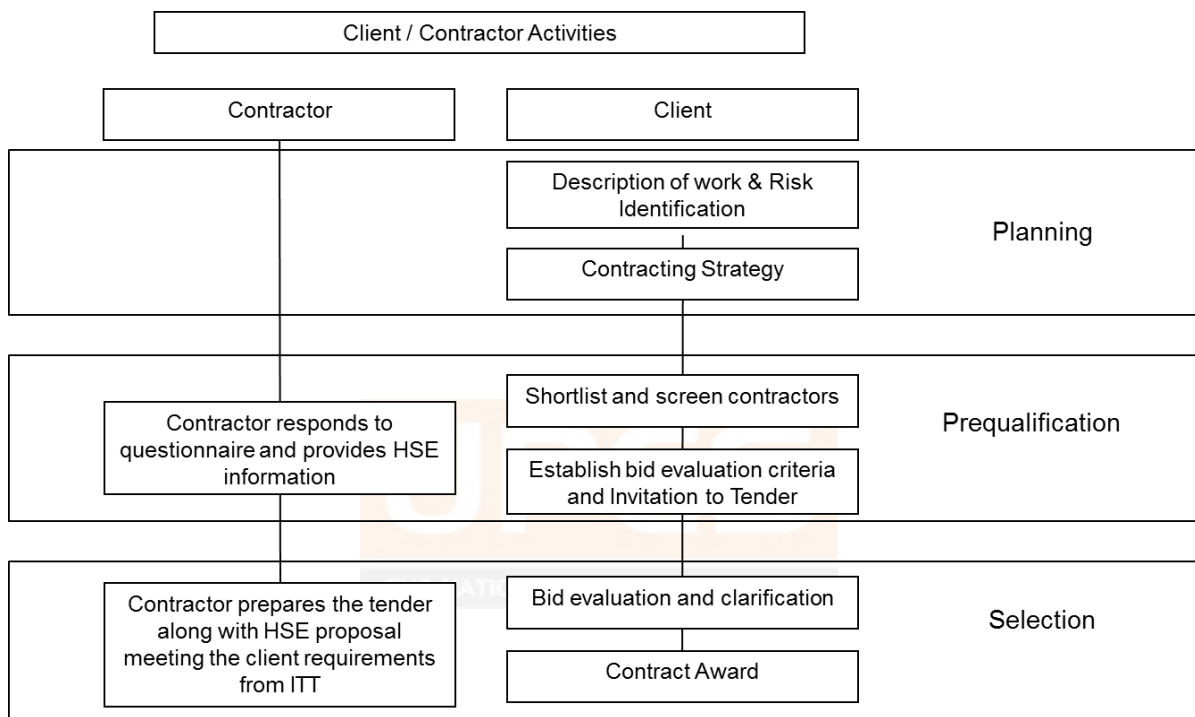 Client / Contractor Activities
Contractor
Client
Description of work & Risk
Identification
Contracting Strategy
Planning
Shortlist and screen contractors
Contractor responds to
questionnaire and provides HSE
information
Establish bid evaluation criteria
and Invitation to Tender
Prequalification
Contractor prepares the tender
along with HSE proposal
meeting the client requirements
from ITT
Bid evaluation and clarification
Contract Award
Selection